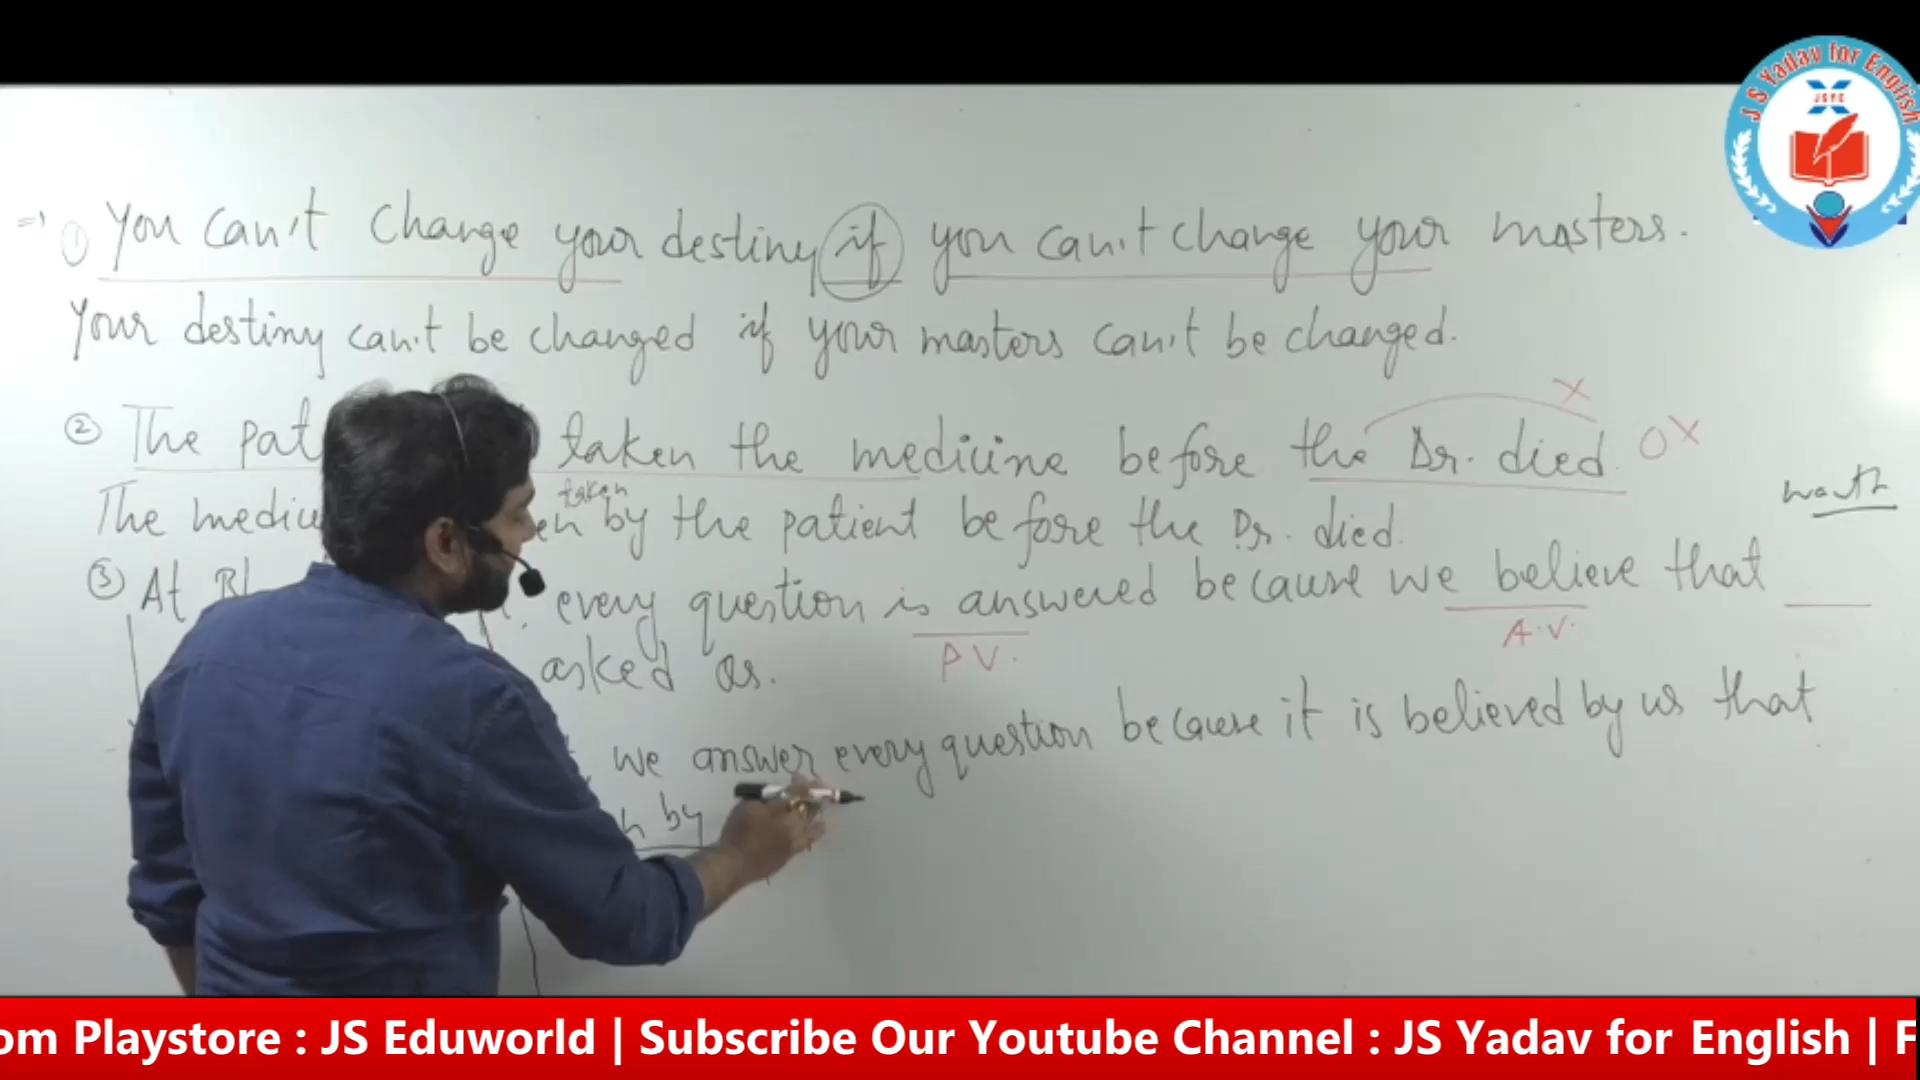 J S Yadav for English
JSYE
① You can't change your destiny if you can't change your masters.
Your destiny can't be changed if your masters can't be changed.
② The taken the medicine before the Dr. died. O X
X
taken
The by the patient before the Dr. died.
worth
③ At every question is answered because we believe that
P.V. A.V.
asked as.
we answer every question because it is believed by us that
by
om Playstore : JS Eduworld | Subscribe Our Youtube Channel : JS Yadav for English | F